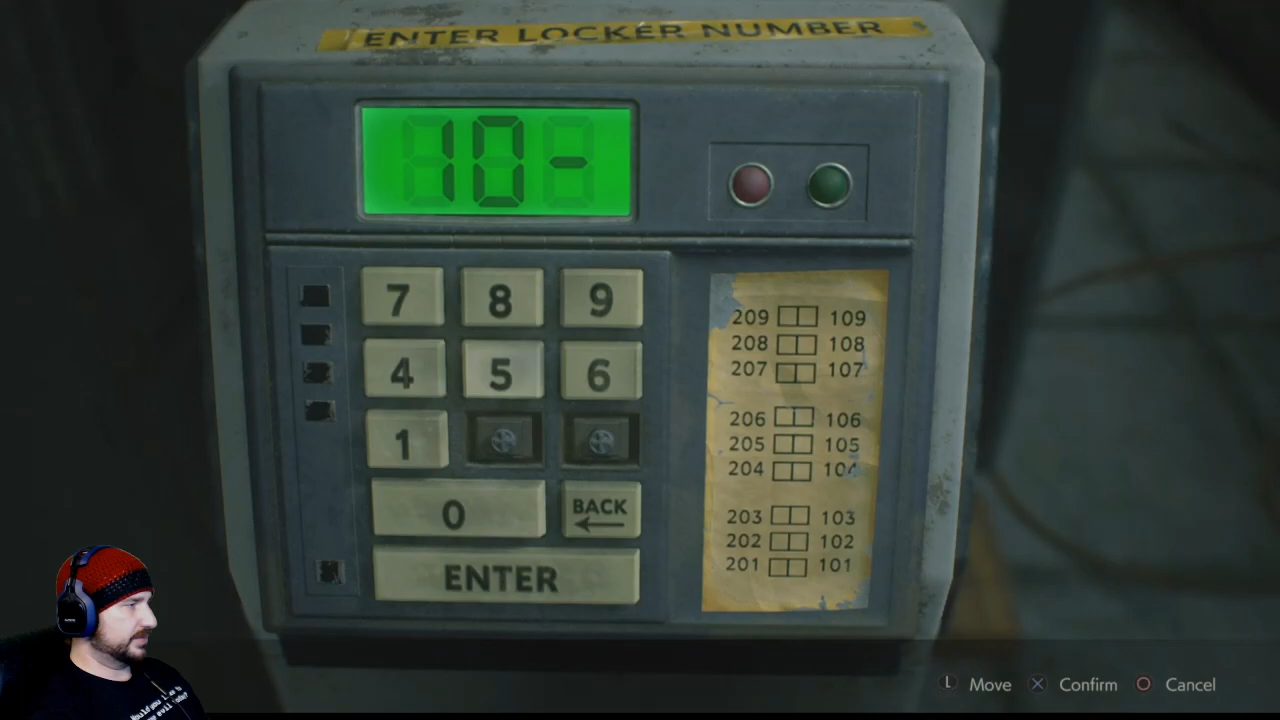 ENTER LOCKER NUMBER
10-
7 8 9
4 5 6
1
0 BACK
ENTER
209 109
208 108
207 107
206 106
205 105
204 104
203 103
202 102
201 101
L Move X Confirm O Cancel